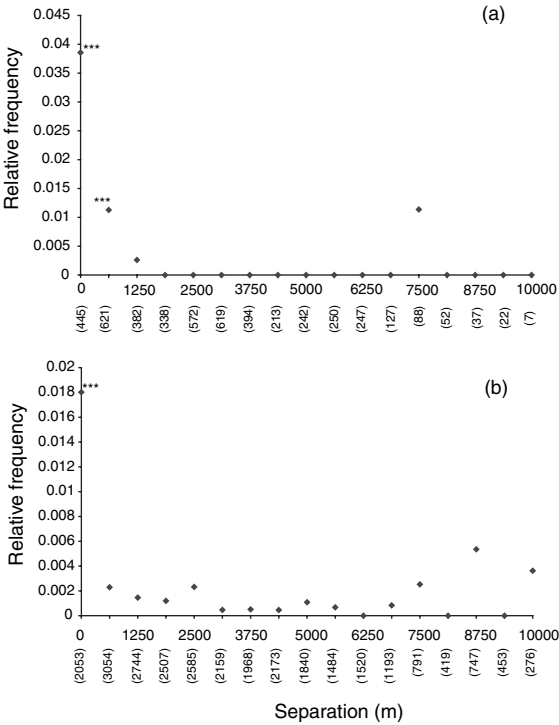 (a)
Relative frequency
0.045
0.04
***
0.035
0.03
0.025
0.02
0.015
***
0.01
0.005
0
0 1250 2500 3750 5000 6250 7500 8750 10000
(445) (621) (382) (338) (572) (619) (394) (213) (242) (250) (247) (127) (88) (52) (37) (22) (7)
(b)
Relative frequency
0.02
0.018
***
0.016
0.014
0.012
0.01
0.008
0.006
0.004
0.002
0
0 1250 2500 3750 5000 6250 7500 8750 10000
(2053) (3054) (2744) (2507) (2585) (2159) (1968) (2173) (1840) (1484) (1520) (1193) (791) (419) (747) (453) (276)
Separation (m)